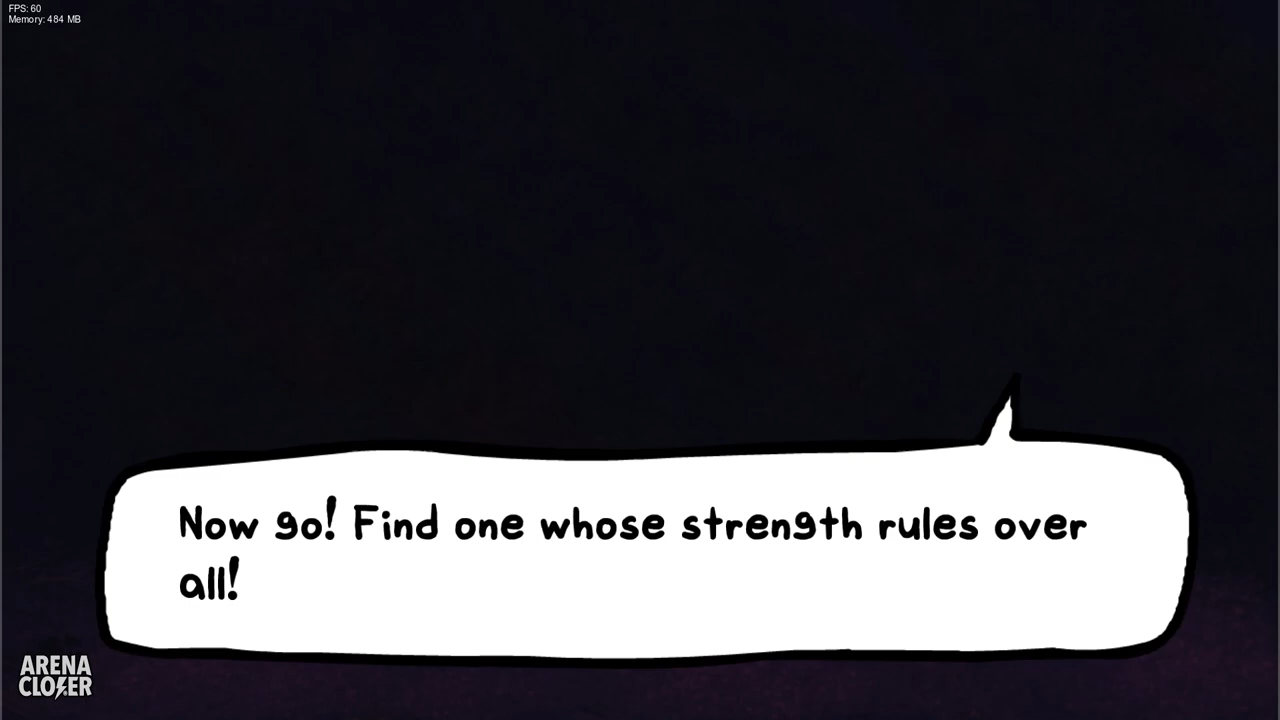 FPS: 60
Memory: 484 MB
Now go! Find one whose strength rules over
all!
ARENA
CLOSER